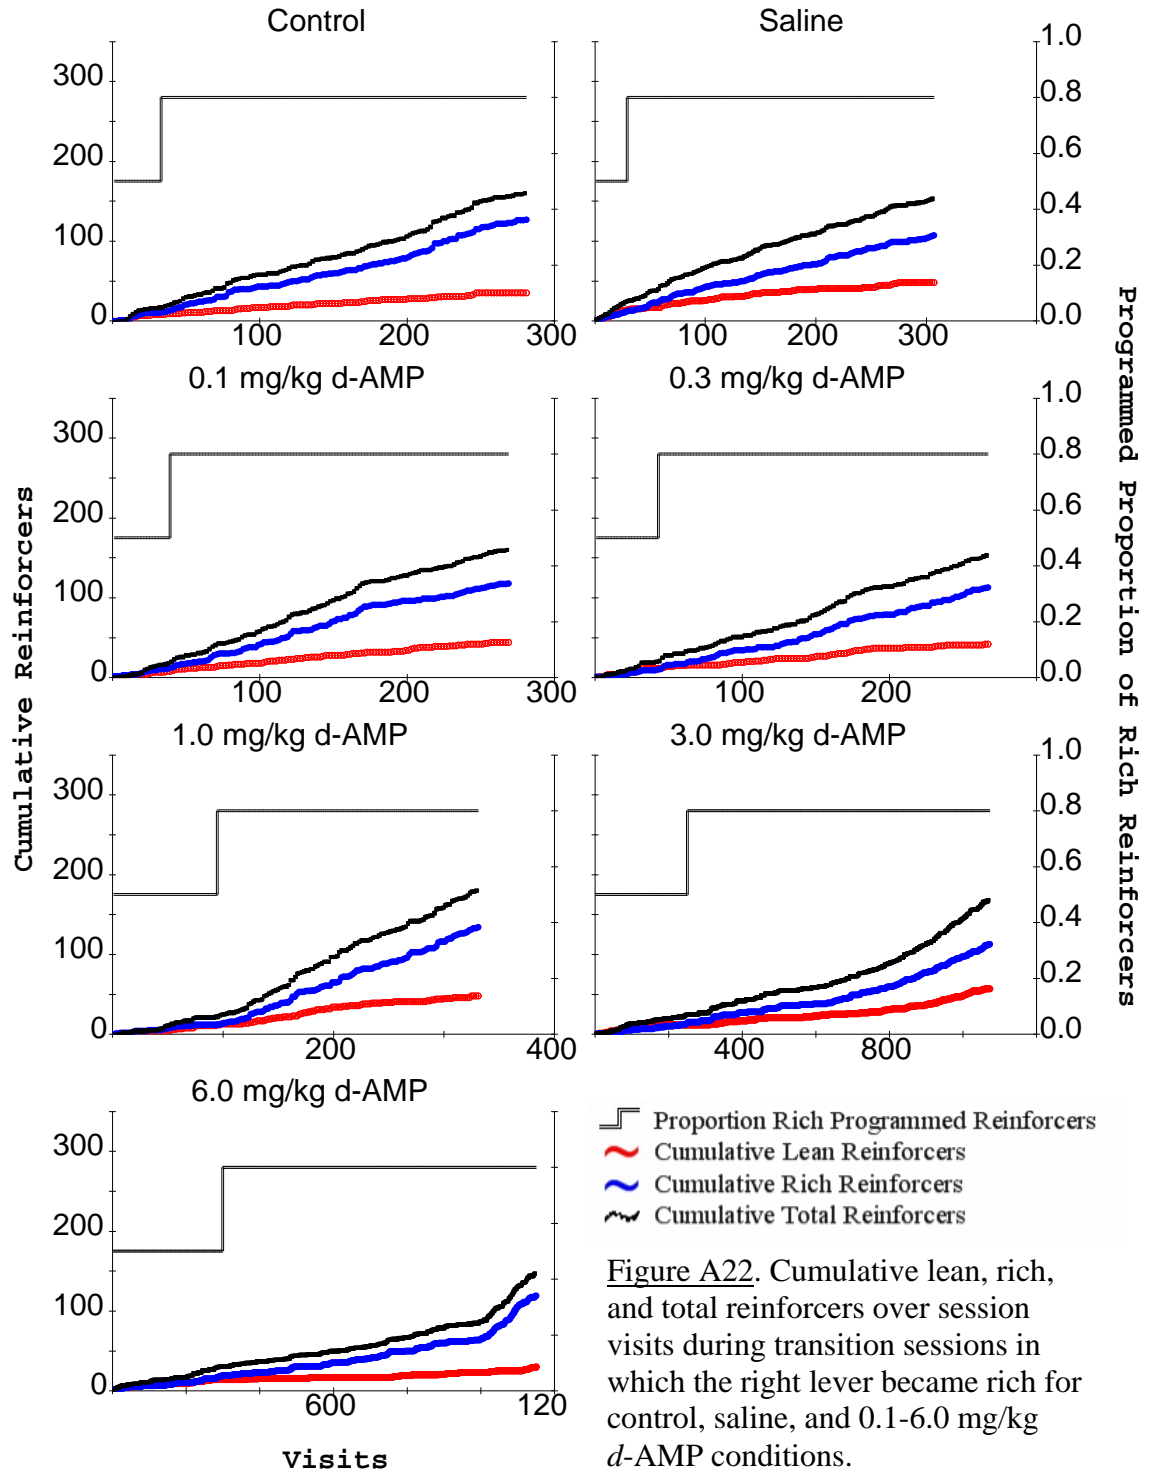 Control
Saline
300
200
100
0
100
200
300
1.0
0.8
0.6
0.4
0.2
0.0
100
200
300
0.1 mg/kg d-AMP
0.3 mg/kg d-AMP
300
200
100
0
100
200
300
1.0
0.8
0.6
0.4
0.2
0.0
100
200
1.0 mg/kg d-AMP
3.0 mg/kg d-AMP
300
200
100
0
200
400
1.0
0.8
0.6
0.4
0.2
0.0
400
800
6.0 mg/kg d-AMP
300
200
100
0
600
120
Cumulative Reinforcers
Programmed Proportion of Rich Reinforcers
Visits
Proportion Rich Programmed Reinforcers
Cumulative Lean Reinforcers
Cumulative Rich Reinforcers
Cumulative Total Reinforcers
Figure A22. Cumulative lean, rich,
and total reinforcers over session
visits during transition sessions in
which the right lever became rich for
control, saline, and 0.1-6.0 mg/kg
d-AMP conditions.